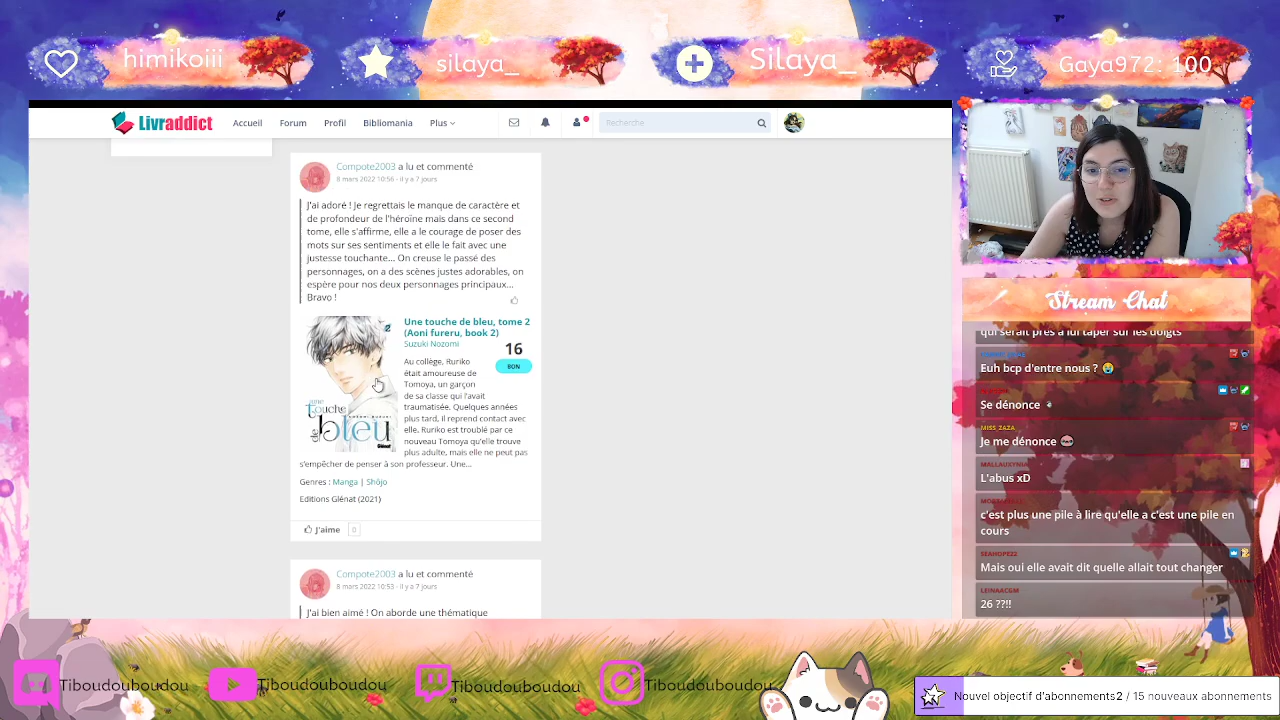 himikoiii
silaya_
Silaya_
Gaya972: 100
Livraddict
Accueil
Forum
Profil
Bibliomania
Plus
Recherche
Compote2003 a lu et commenté
8 mars 2022 10:56 - il y a 7 jours
J'ai adoré ! Je regrettais le manque de caractère et
de profondeur de l'héroïne mais dans ce second
tome, elle s'affirme, elle a le courage de poser des
mots sur ses sentiments et elle le fait avec une
justesse touchante... On creuse le passé des
personnages, on a des scènes justes adorables, on
espère pour nos deux personnages principaux...
Bravo !
touche
de bleu
Glénat
Une touche de bleu, tome 2
(Aoni fureru, book 2)
Suzuki Nozomi
16
BON
Au collège, Ruriko
était amoureuse de
Tomoya, un garçon
de sa classe qui l'avait
traumatisée. Quelques années
plus tard, il reprend contact avec
elle. Ruriko est troublé par ce
nouveau Tomoya qu'elle trouve
plus adulte, mais elle ne peut pas
s'empêcher de penser à son professeur. Une...
Genres : Manga | Shôjo
Editions Glénat (2021)
J'aime 0
Compote2003 a lu et commenté
8 mars 2022 10:53 - il y a 7 jours
J'ai bien aimé ! On aborde une thématique
Stream Chat
qui serait près à lui taper sur les doigts
Euh bcp d'entre nous ?
Se dénonce
MISS_ZAZA
Je me dénonce
MALLAURYNIA
L'abus xD
c'est plus une pile à lire qu'elle a c'est une pile en
cours
SEAHOPEZ2
Mais oui elle avait dit quelle allait tout changer
LEINAACGM
26 ??!!
Tiboudouboudou
Tiboudouboudou
Tiboudouboudou
Tiboudouboudou
Nouvel objectif d'abonnements2 / 15 nouveaux abonnements